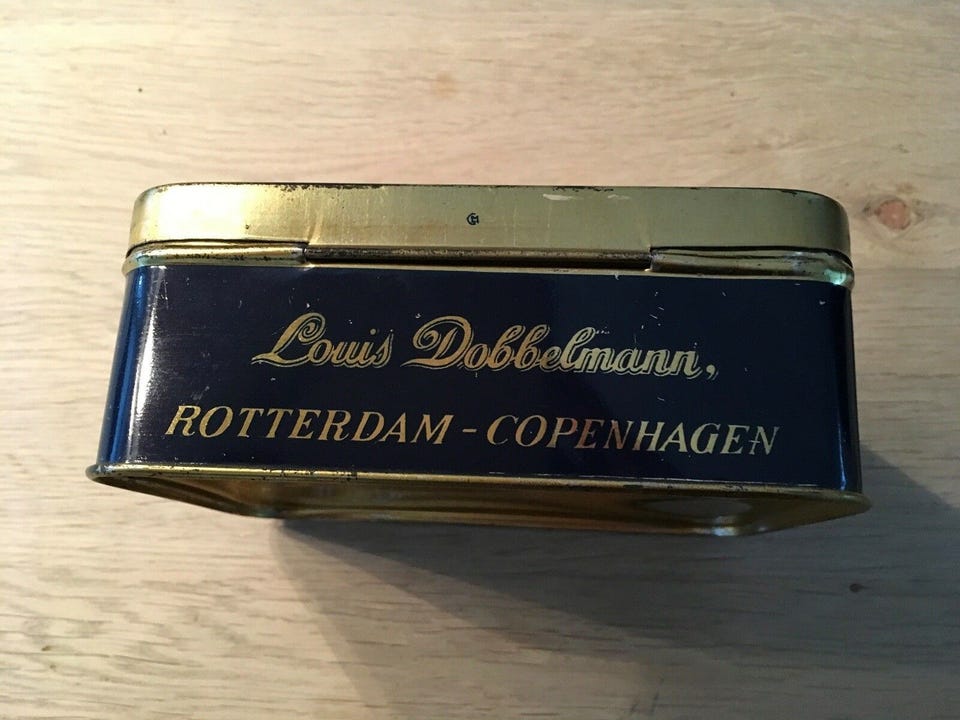 Louis Dobbelmann,
ROTTERDAM - COPENHAGEN